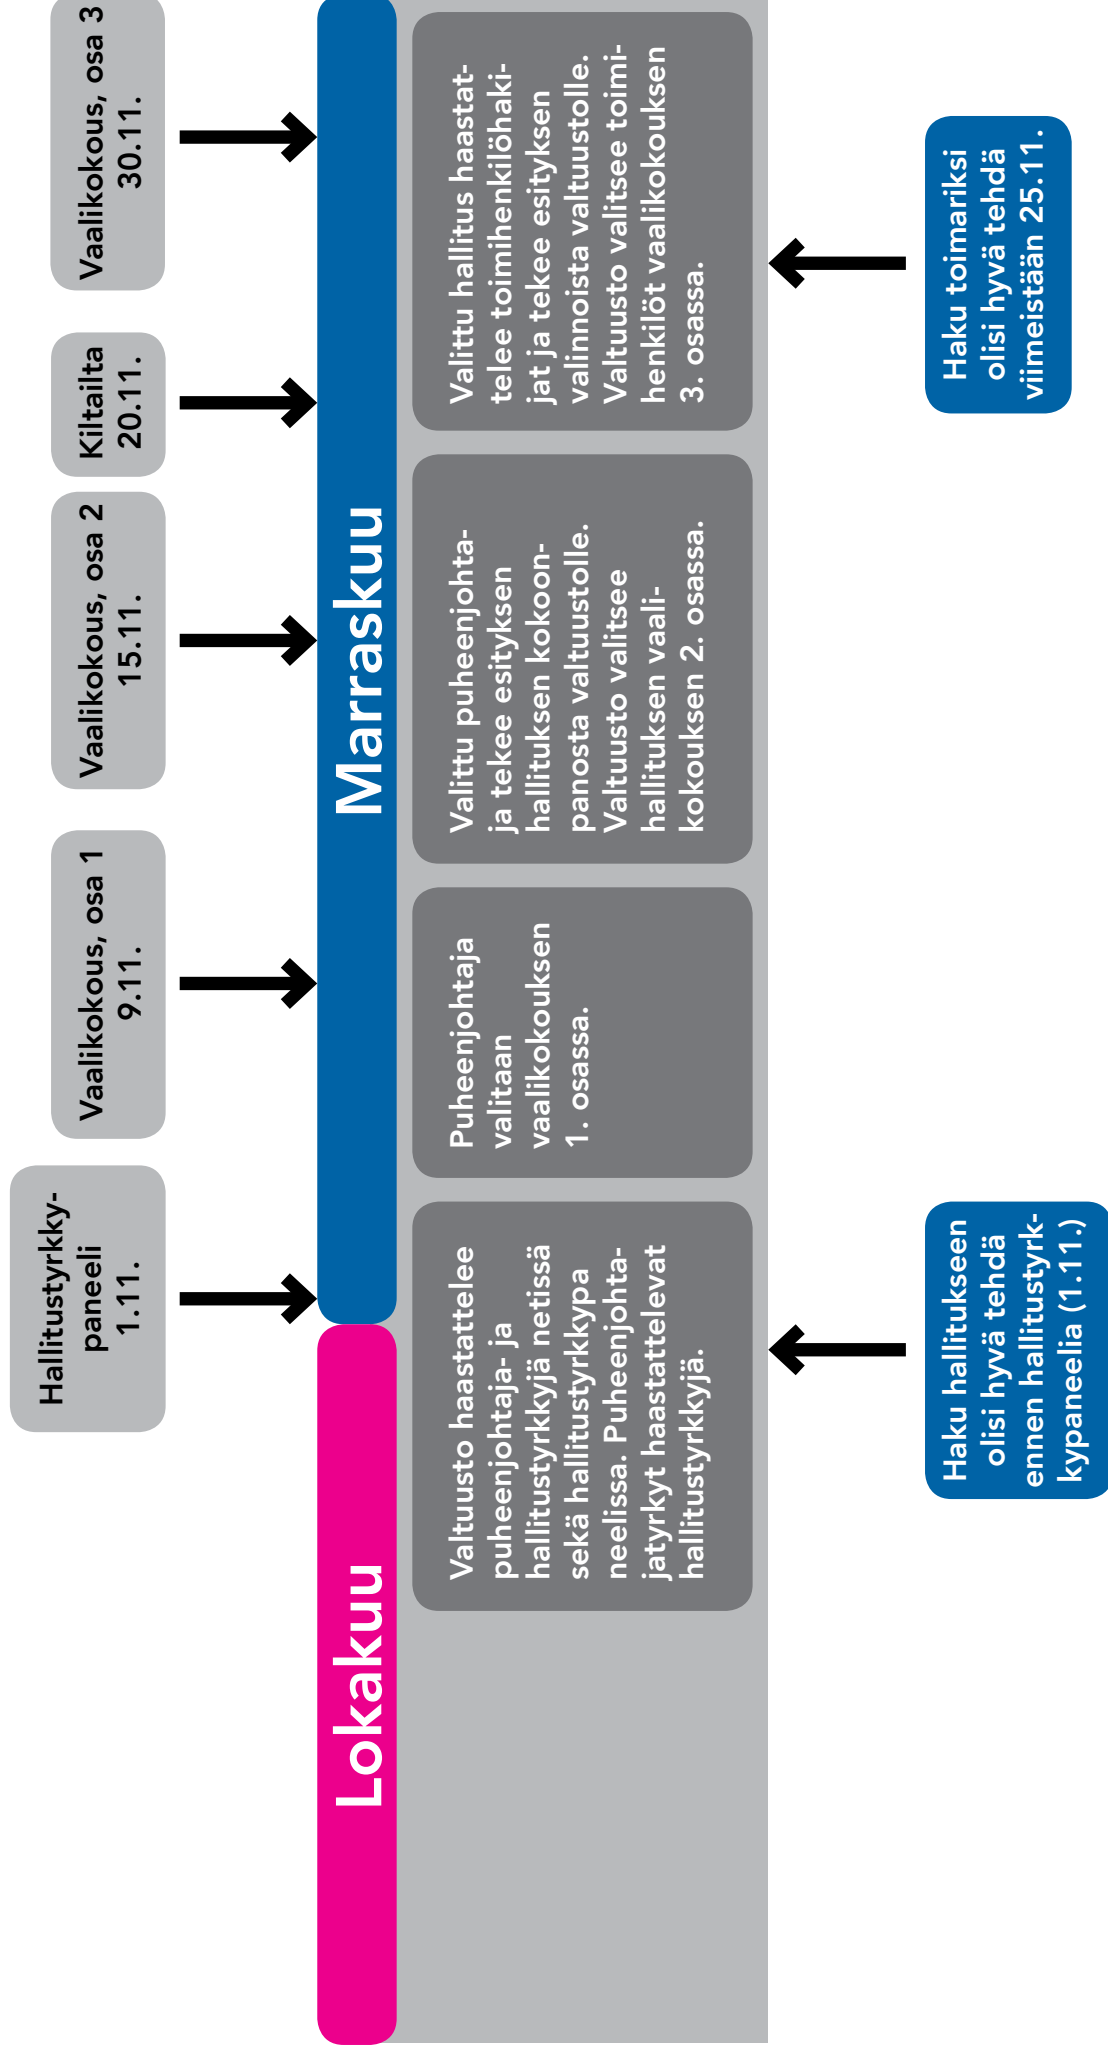 Hallitustyrkky-
paneeli
1.11.
Vaalikokous, osa 1
9.11.
Vaalikokous, osa 2
15.11.
Kiltailta
20.11.
Vaalikokous, osa 3
30.11.
Lokakuu
Marraskuu
Valtuusto haastattelee
puheenjohtaja- ja
hallitustyrkkyjä netissä
sekä hallitustyrkkypa
neelissa. Puheenjohta-
jatyrkyt haastattelevat
hallitustyrkkyjä.
Puheenjohtaja
valitaan
vaalikokouksen
1. osassa.
Valittu puheenjohta-
ja tekee esityksen
hallituksen kokoon-
panosta valtuustolle.
Valtuusto valitsee
hallituksen vaali-
kokouksen 2. osassa.
Valittu hallitus haastat-
telee toimihenkilöhaki-
jat ja tekee esityksen
valinnoista valtuustolle.
Valtuusto valitsee toimi-
henkilöt vaalikokouksen
3. osassa.
Haku hallitukseen
olisi hyvä tehdä
ennen hallitustyrk-
kypaneelia (1.11.)
Haku toimariksi
olisi hyvä tehdä
viimeistään 25.11.